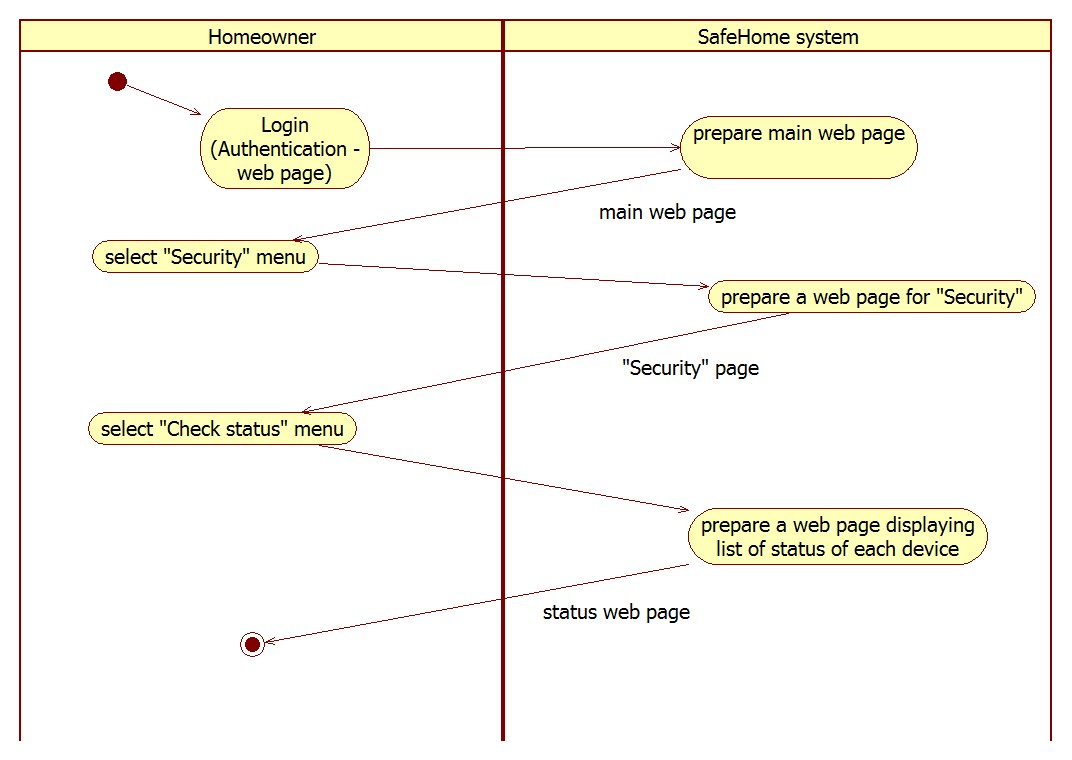 Homeowner
SafeHome system
Login
(Authentication -
web page)
prepare main web page
main web page
select "Security" menu
prepare a web page for "Security"
"Security" page
select "Check status" menu
prepare a web page displaying
list of status of each device
status web page